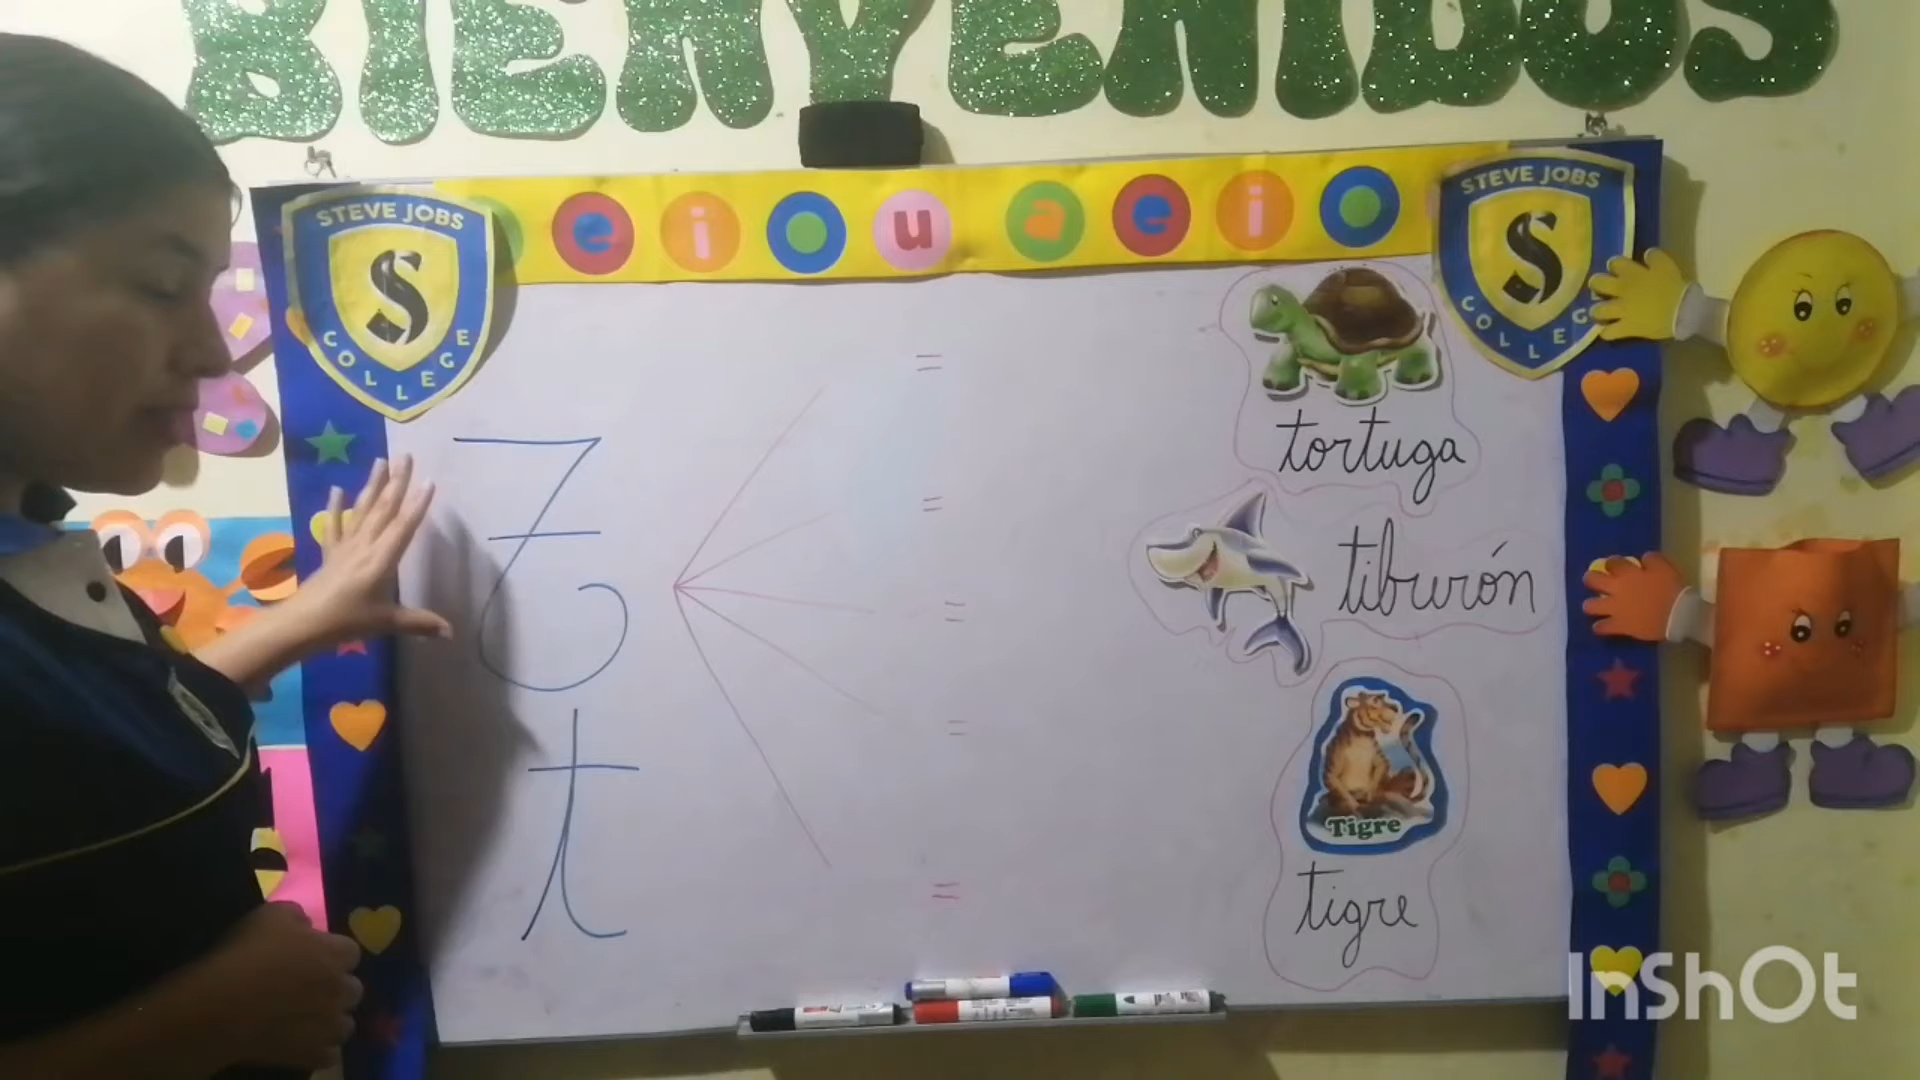 BIENVENIDOS
e i o u a e i o
STEVE JOBS
S
COLLEGE
STEVE JOBS
S
COLLEGE
tortuga
T
tiburón
t
Tigre
tigre
=
=
=
=
=
InShOt